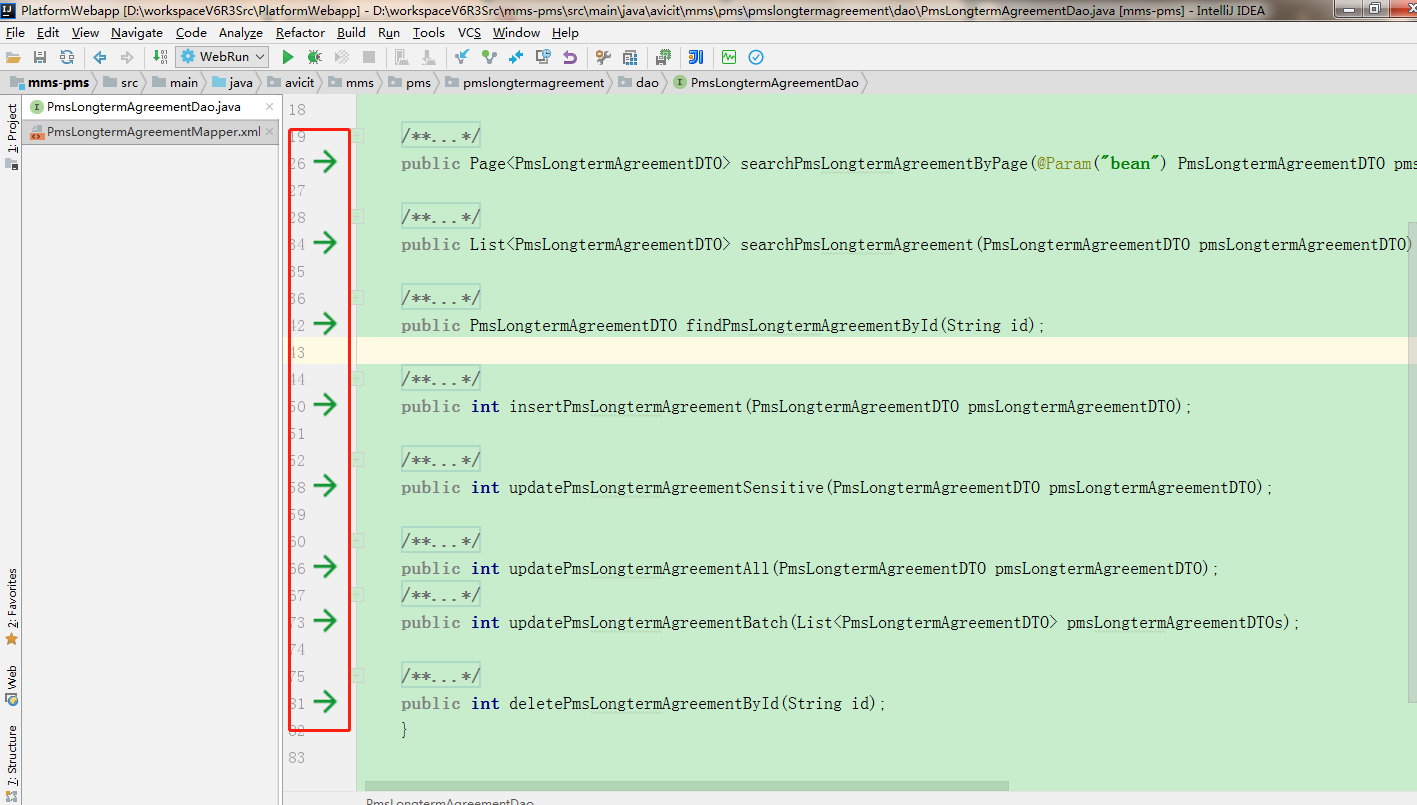 PlatformWebapp [D:\workspaceV6R3Src\PlatformWebapp] - D:\workspaceV6R3Src\mms-pms\src\main\java\avicit\mms\pms\pmslongtermagreement\dao\PmsLongtermAgreementDao.java [mms-pms] - IntelliJ IDEA
File Edit View Navigate Code Analyze Refactor Build Run Tools VCS Window Help
WebRun
mms-pms src main java avicit mms pms pmslongtermagreement dao PmsLongtermAgreementDao
1: Project
2: Favorites
Web
7: Structure
PmsLongtermAgreementDao.java
PmsLongtermAgreementMapper.xml
18
19 /**...*/
26 public Page<PmsLongtermAgreementDTO> searchPmsLongtermAgreementByPage(@Param("bean") PmsLongtermAgreementDTO pms
27
28 /**...*/
34 public List<PmsLongtermAgreementDTO> searchPmsLongtermAgreement(PmsLongtermAgreementDTO pmsLongtermAgreementDTO)
35
36 /**...*/
42 public PmsLongtermAgreementDTO findPmsLongtermAgreementById(String id);
43
44 /**...*/
50 public int insertPmsLongtermAgreement(PmsLongtermAgreementDTO pmsLongtermAgreementDTO);
51
52 /**...*/
58 public int updatePmsLongtermAgreementSensitive(PmsLongtermAgreementDTO pmsLongtermAgreementDTO);
59
60 /**...*/
66 public int updatePmsLongtermAgreementAll(PmsLongtermAgreementDTO pmsLongtermAgreementDTO);
67 /**...*/
73 public int updatePmsLongtermAgreementBatch(List<PmsLongtermAgreementDTO> pmsLongtermAgreementDTOs);
74
75 /**...*/
81 public int deletePmsLongtermAgreementById(String id);
82 }
83
PmsLongtermAgreementDao